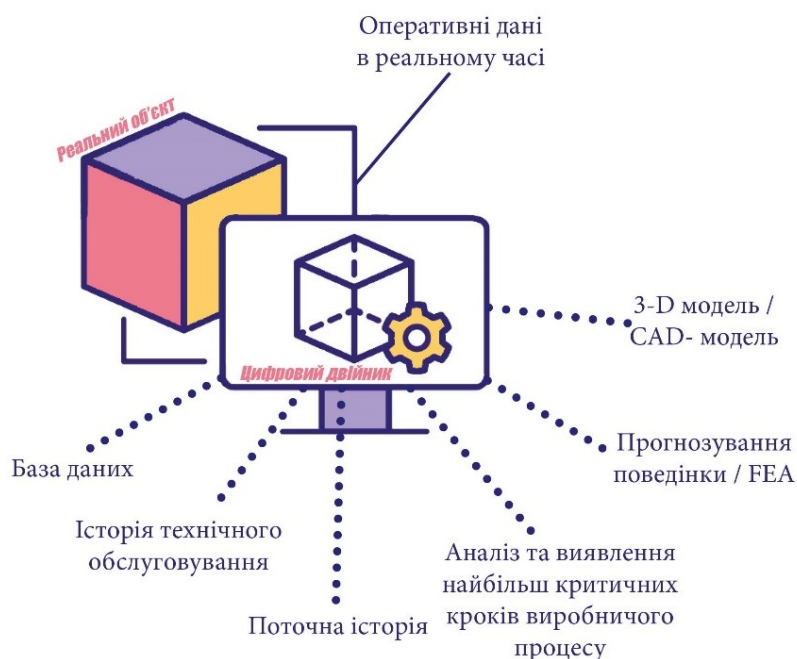 Оперативні дані
в реальному часі
Реальний об'єкт
3-D модель /
CAD- модель
Цифровий двійник
Прогнозування
поведінки / FEA
База даних
Історія технічного
обслуговування
Аналіз та виявлення
найбільш критичних
кроків виробничого
процесу
Поточна історія